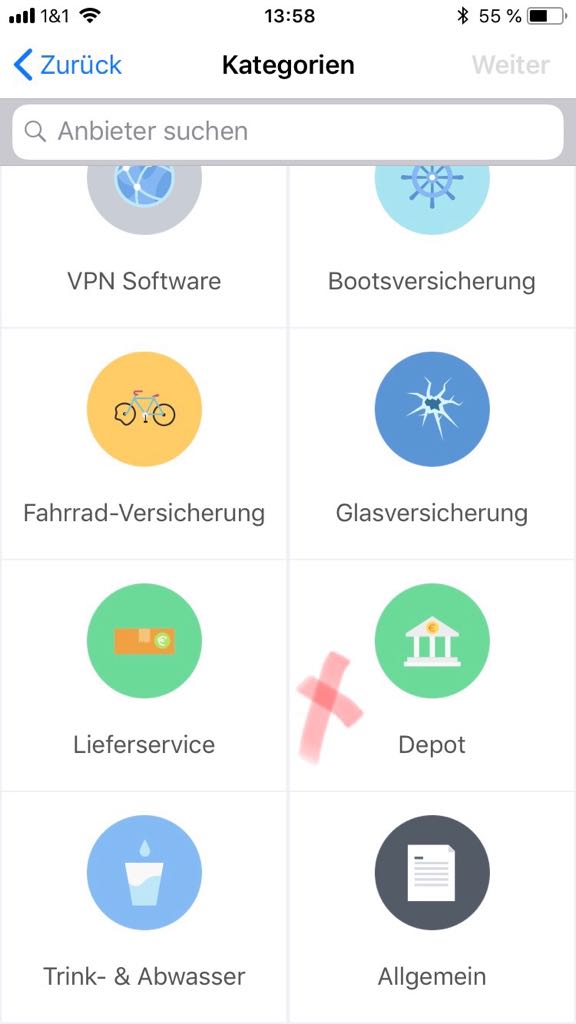 1&1 13:58 55 %
Zurück Kategorien Weiter
Anbieter suchen
VPN Software Bootsversicherung
Fahrrad-Versicherung Glasversicherung
Lieferservice Depot
Trink- & Abwasser Allgemein